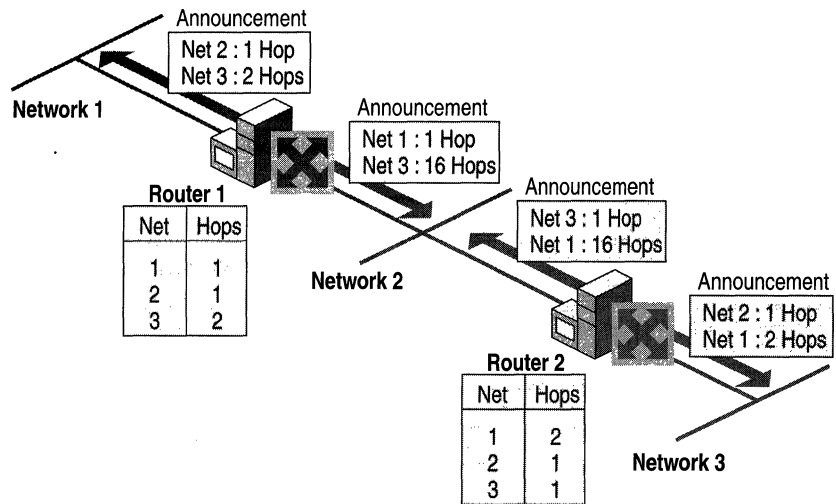 Announcement
Net 2 : 1 Hop
Net 3 : 2 Hops
Network 1
Announcement
Net 1 : 1 Hop
Net 3 : 16 Hops
Router 1
Net Hops
1 1
2 1
3 2
Network 2
Announcement
Net 3 : 1 Hop
Net 1 : 16 Hops
Announcement
Net 2 : 1 Hop
Net 1 : 2 Hops
Router 2
Net Hops
1 2
2 1
3 1
Network 3